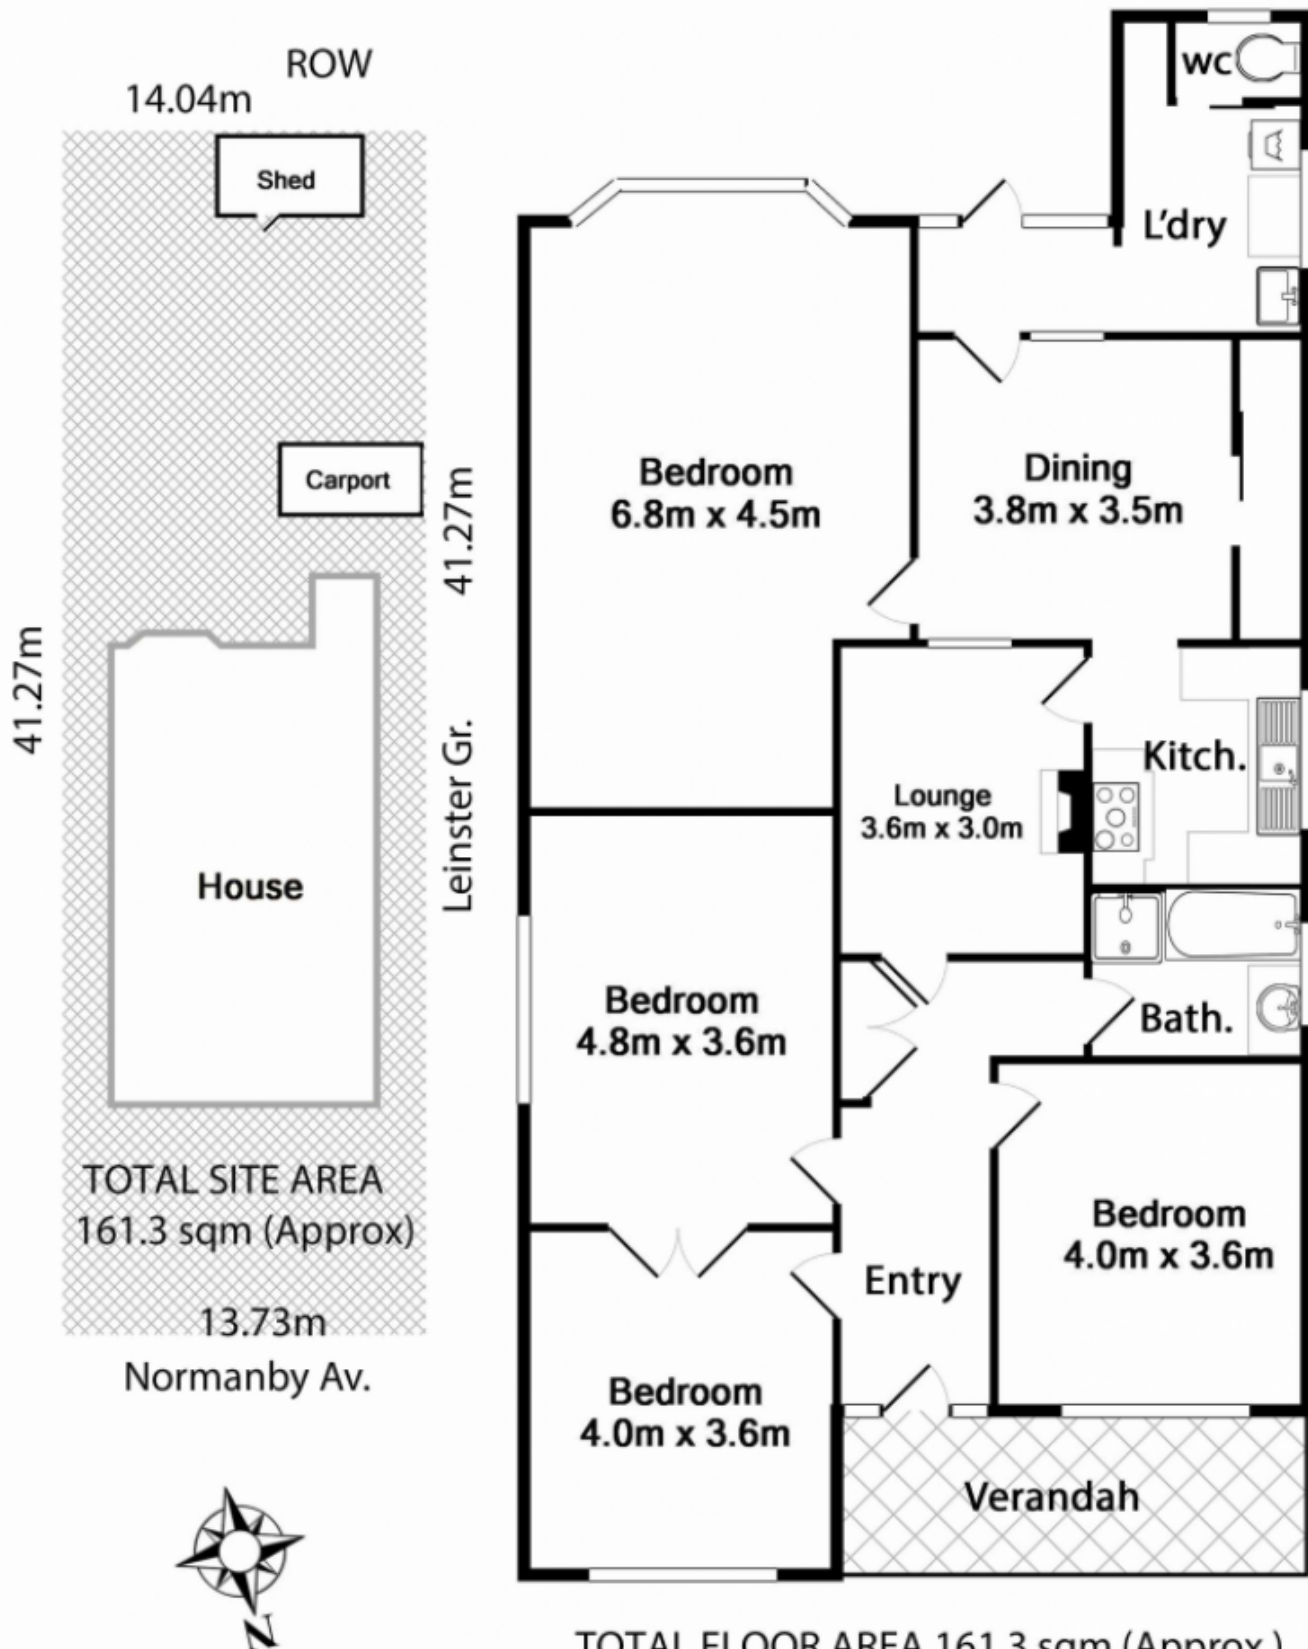 ROW
14.04m
Shed
Carport
41.27m
41.27m
Leinster Gr.
House
TOTAL SITE AREA
161.3 sqm (Approx)
13.73m
Normanby Av.
N
wc
L'dry
Bedroom
6.8m x 4.5m
Dining
3.8m x 3.5m
Lounge
3.6m x 3.0m
Kitch.
Bedroom
4.8m x 3.6m
Bath.
Bedroom
4.0m x 3.6m
Entry
Bedroom
4.0m x 3.6m
Verandah
TOTAL FLOOR AREA 161.3 sqm (Approx.)